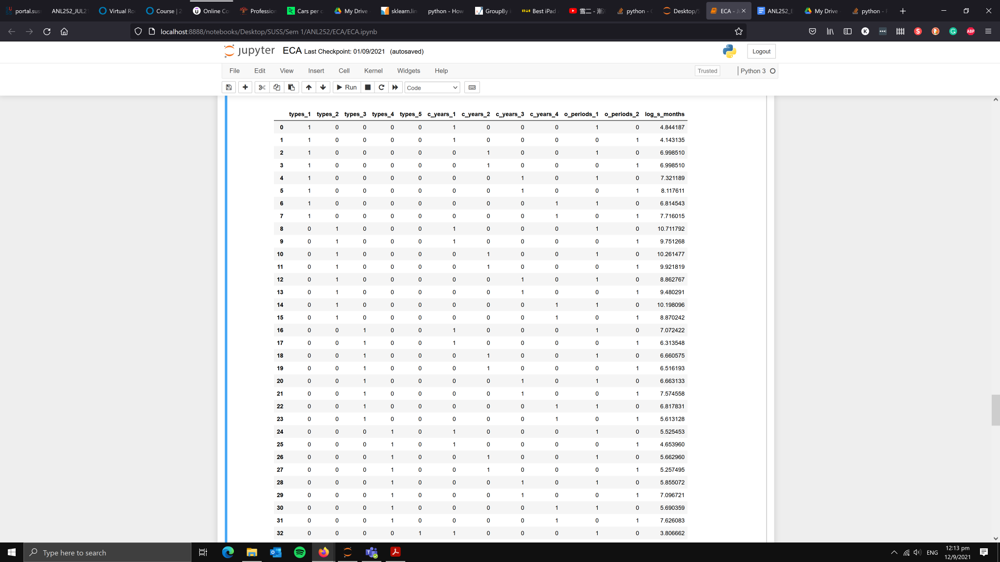 portal.sus ANL252_JUL21 Virtual Ro Course | 2 Online Co Profession Cars per c My Drive sklearn.lin python - How GroupBy Best iPad 雪二 - 漸 python - Desktop/S ECA - Ju ANL252_E My Drive python -
localhost:8888/notebooks/Desktop/SUSS/Sem 1/ANL252/ECA/ECA.ipynb
jupyter ECA Last Checkpoint: 01/09/2021 (autosaved) Logout
File Edit View Insert Cell Kernel Widgets Help Trusted Python 3
Run Code
types_1 types_2 types_3 types_4 types_5 c_years_1 c_years_2 c_years_3 c_years_4 o_periods_1 o_periods_2 log_s_months
0 1 0 0 0 0 1 0 0 0 1 0 4.844187
1 1 0 0 0 0 1 0 0 0 0 1 4.143135
2 1 0 0 0 0 0 1 0 0 1 0 6.998510
3 1 0 0 0 0 0 1 0 0 0 1 6.998510
4 1 0 0 0 0 0 0 1 0 1 0 7.321189
5 1 0 0 0 0 0 0 1 0 0 1 8.117611
6 1 0 0 0 0 0 0 0 1 1 0 6.814543
7 1 0 0 0 0 0 0 0 1 0 1 7.716015
8 0 1 0 0 0 1 0 0 0 1 0 10.711792
9 0 1 0 0 0 1 0 0 0 0 1 9.751268
10 0 1 0 0 0 0 1 0 0 1 0 10.261477
11 0 1 0 0 0 0 1 0 0 0 1 9.921819
12 0 1 0 0 0 0 0 1 0 1 0 8.862767
13 0 1 0 0 0 0 0 1 0 0 1 9.480291
14 0 1 0 0 0 0 0 0 1 1 0 10.198096
15 0 1 0 0 0 0 0 0 1 0 1 8.870242
16 0 0 1 0 0 1 0 0 0 1 0 7.072422
17 0 0 1 0 0 1 0 0 0 0 1 6.313548
18 0 0 1 0 0 0 1 0 0 1 0 6.660575
19 0 0 1 0 0 0 1 0 0 0 1 6.516193
20 0 0 1 0 0 0 0 1 0 1 0 6.663133
21 0 0 1 0 0 0 0 1 0 0 1 7.574558
22 0 0 1 0 0 0 0 0 1 1 0 6.817831
23 0 0 1 0 0 0 0 0 1 0 1 5.613128
24 0 0 0 1 0 1 0 0 0 1 0 5.525453
25 0 0 0 1 0 1 0 0 0 0 1 4.653960
26 0 0 0 1 0 0 1 0 0 1 0 5.662960
27 0 0 0 1 0 0 1 0 0 0 1 5.257495
28 0 0 0 1 0 0 0 1 0 1 0 5.855072
29 0 0 0 1 0 0 0 1 0 0 1 7.096721
30 0 0 0 1 0 0 0 0 1 1 0 5.690359
31 0 0 0 1 0 0 0 0 1 0 1 7.626083
32 0 0 0 0 1 1 0 0 0 1 0 3.806662
Type here to search ENG 12:13 pm
12/9/2021